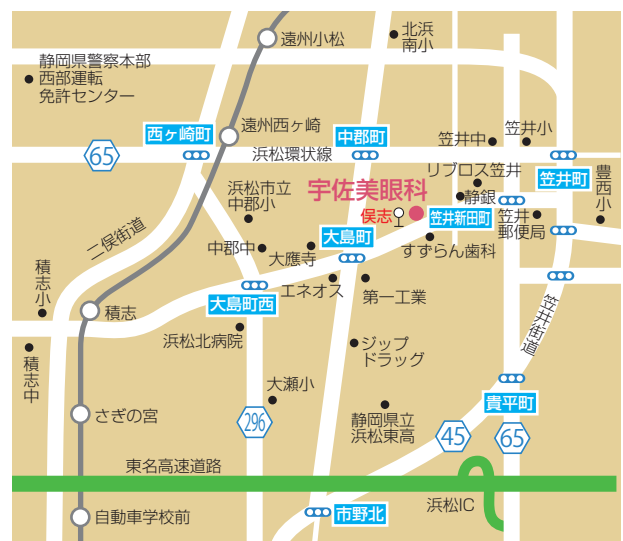 遠州小松
北浜
南小
静岡県警察本部
西部運転
免許センター
西ヶ崎町
遠州西ヶ崎
中郡町
笠井中
笠井小
65
浜松環状線
リブロス笠井
笠井町
豊西小
浜松市立
中郡小
宇佐美眼科
静銀
俣志
笠井新田町
笠井
郵便局
二俣街道
中郡中
大應寺
大島町
すずらん歯科
積志小
積志
大島町西
エネオス
第一工業
笠井街道
浜松北病院
ジップ
ドラッグ
積志中
大瀬小
貴平町
さぎの宮
296
静岡県立
浜松東高
45
65
東名高速道路
浜松IC
自動車学校前
市野北